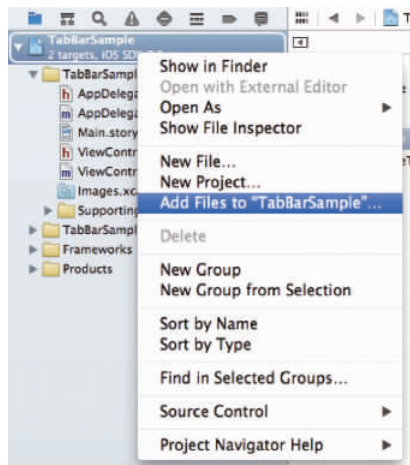 TabBarSample
2 targets, iOS SDK 7.0
TabBarSampl
AppDelega
AppDelega
Main.story
ViewContr
ViewContr
Images.xc
Supporting
TabBarSampl
Frameworks
Products
Show in Finder
Open with External Editor
Open As
Show File Inspector
New File...
New Project...
Add Files to "TabBarSample"...
Delete
New Group
New Group from Selection
Sort by Name
Sort by Type
Find in Selected Groups...
Source Control
Project Navigator Help